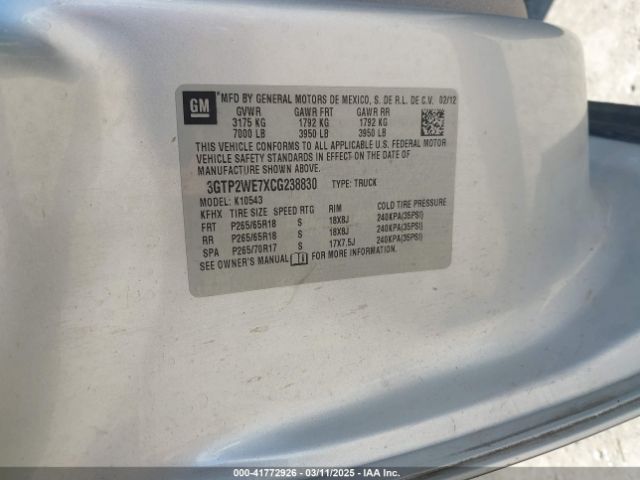 GM
*MFD BY GENERAL MOTORS DE MEXICO, S. DE R.L. DE C.V. 02/12
GVWR GAWR FRT GAWR RR
3175 KG 1792 KG 1792 KG
7000 LB 3950 LB 3950 LB
THIS VEHICLE CONFORMS TO ALL APPLICABLE U.S. FEDERAL MOTOR
VEHICLE SAFETY STANDARDS IN EFFECT ON THE DATE OF
MANUFACTURE SHOWN ABOVE.
3GTP2WE7XCG238830 TYPE: TRUCK
MODEL: K10543
KFHX TIRE SIZE SPEED RTG RIM COLD TIRE PRESSURE
FRT P265/65R18 S 18X8J 240KPA(35PSI)
RR P265/65R18 S 18X8J 240KPA(35PSI)
SPA P265/70R17 S 17X7.5J 240KPA(35PSI)
SEE OWNER'S MANUAL FOR MORE INFORMATION.
000-41772926 | 03/11/2025 | IAA Inc.